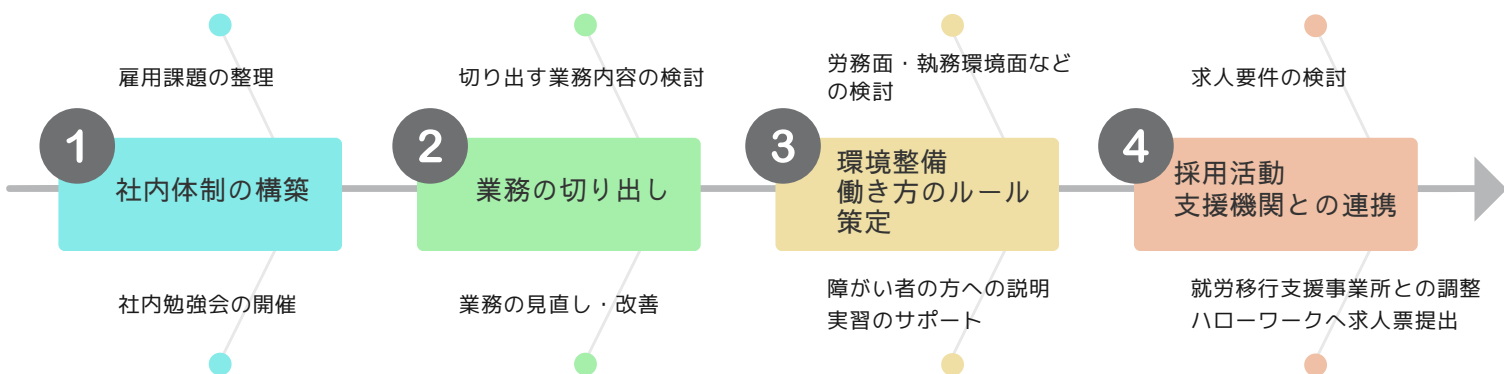 雇用課題の整理
1
社内体制の構築
社内勉強会の開催
切り出す業務内容の検討
2
業務の切り出し
業務の見直し・改善
労務面・執務環境面など
の検討
3
環境整備
働き方のルール
策定
障がい者の方への説明
実習のサポート
求人要件の検討
4
採用活動
支援機関との連携
就労移行支援事業所との調整
ハローワークへ求人票提出